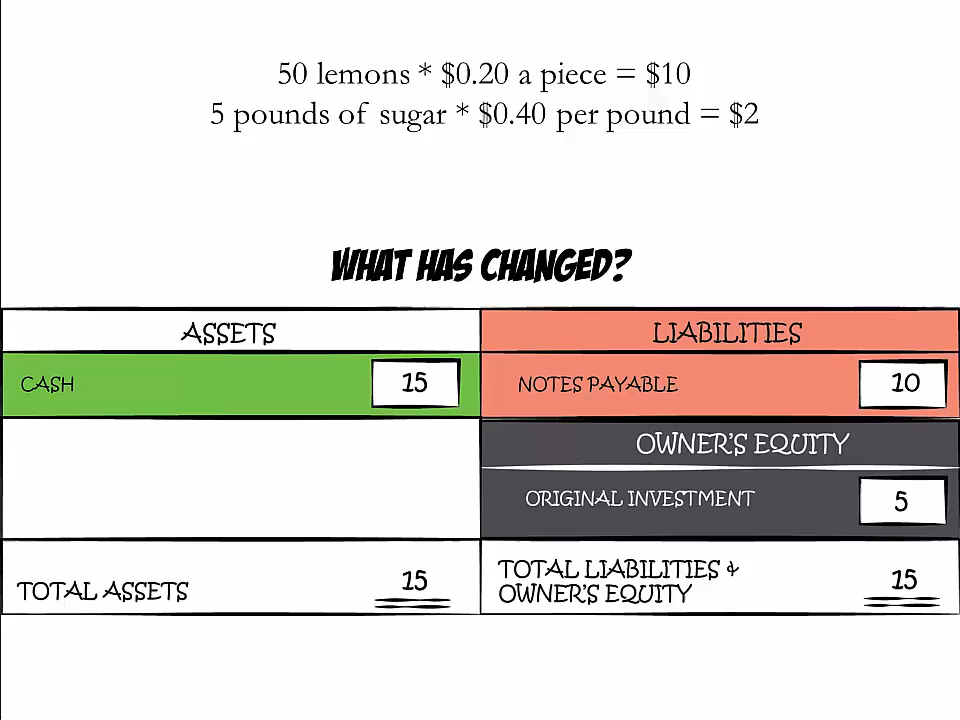 50 lemons * $0.20 a piece = $10
5 pounds of sugar * $0.40 per pound = $2
WHAT HAS CHANGED?
ASSETS
CASH 15
TOTAL ASSETS 15
LIABILITIES
NOTES PAYABLE 10
OWNER'S EQUITY
ORIGINAL INVESTMENT 5
TOTAL LIABILITIES &
OWNER'S EQUITY 15